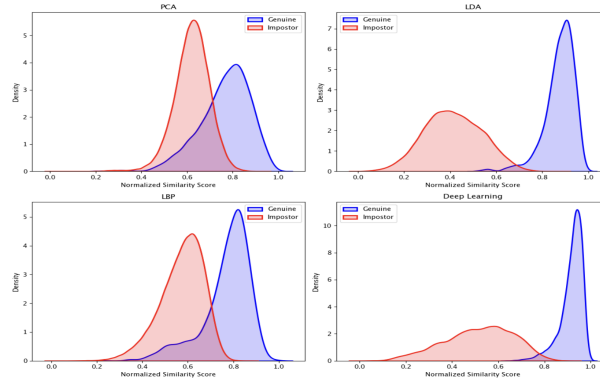 PCA
Genuine
Impostor
Density
5
4
3
2
1
0
0.0 0.2 0.4 0.6 0.8 1.0
Normalized Similarity Score
LDA
Genuine
Impostor
Density
7
6
5
4
3
2
1
0
0.0 0.2 0.4 0.6 0.8 1.0
Normalized Similarity Score
LBP
Genuine
Impostor
Density
5
4
3
2
1
0
0.0 0.2 0.4 0.6 0.8 1.0
Normalized Similarity Score
Deep Learning
Genuine
Impostor
Density
10
8
6
4
2
0
0.0 0.2 0.4 0.6 0.8 1.0
Normalized Similarity Score